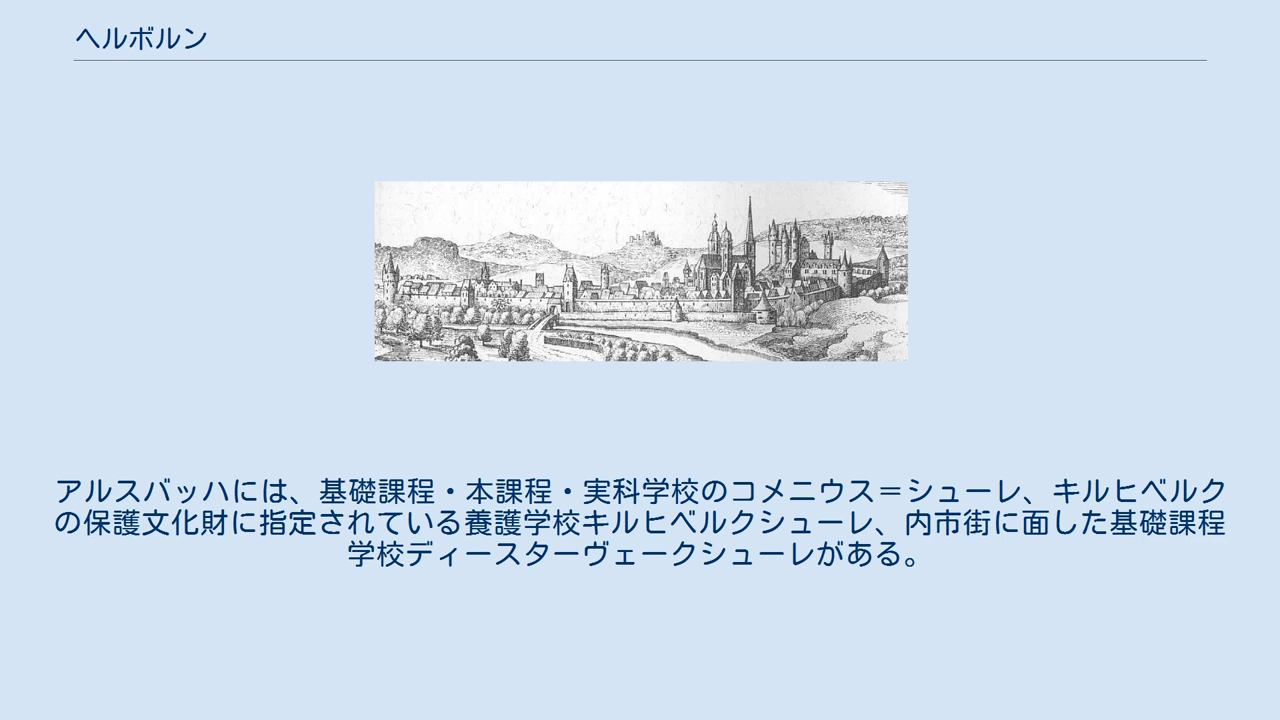 ヘルボルン
アルスバッハには、基礎課程・本課程・実科学校のコメニウス＝シューレ、キルヒベルク
の保護文化財に指定されている養護学校キルヒベルクシューレ、内市街に面した基礎課程
学校ディースターヴェークシューレがある。